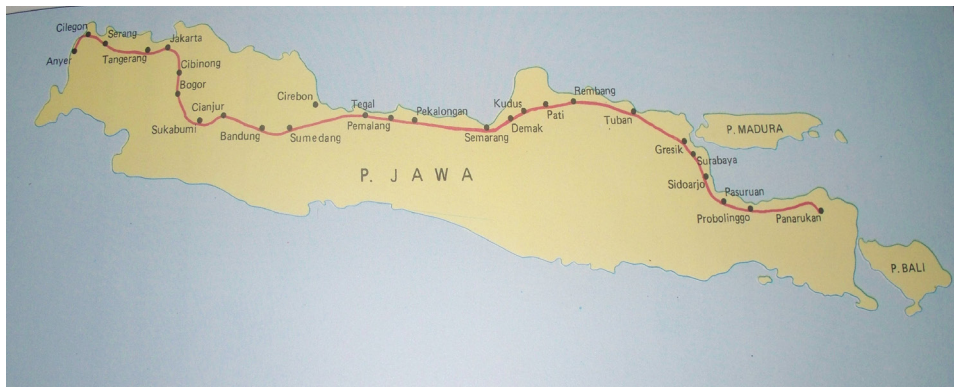 Cilegon
Serang
Jakarta
Anyer
Tangerang
Cibinong
Bogor
Cianjur
Sukabumi
Bandung
Cirebon
Sumedang
Tegal
Pemalang
Pekalongan
Semarang
Kudus
Demak
Pati
Rembang
Tuban
P. MADURA
Gresik
Surabaya
Sidoarjo
Pasuruan
Probolinggo
Panarukan
P. JAWA
P. BALI